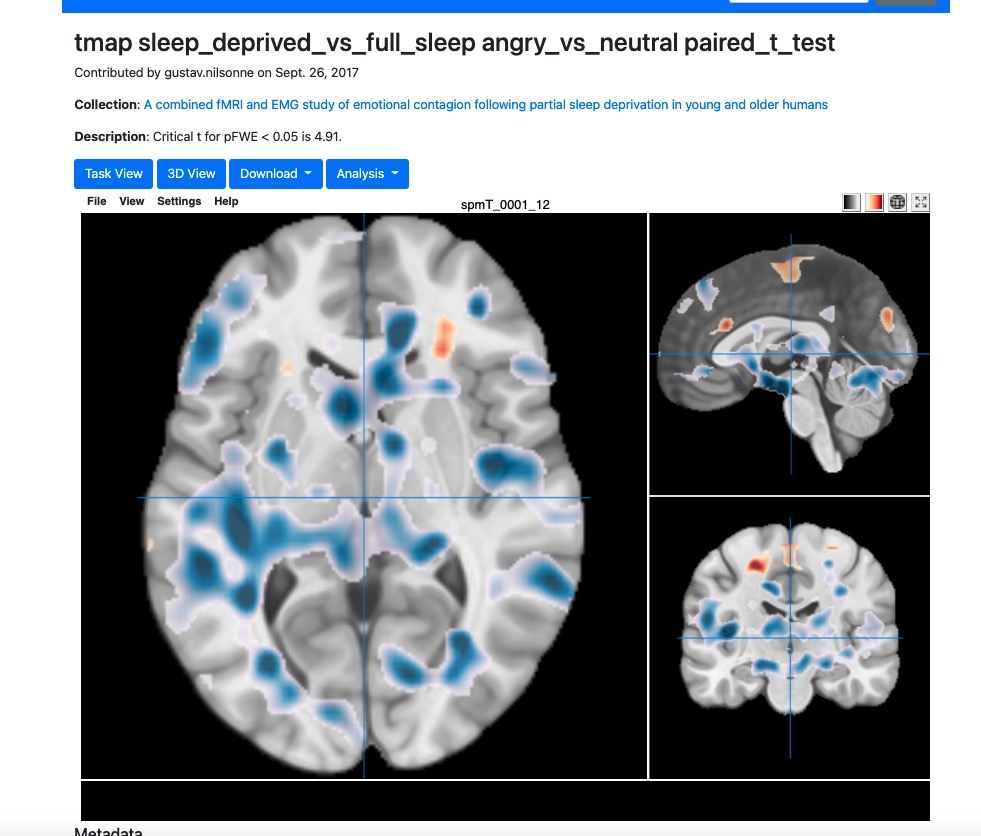 tmap sleep_deprived_vs_full_sleep angry_vs_neutral paired_t_test
Contributed by gustav.nilsonne on Sept. 26, 2017
Collection: A combined fMRI and EMG study of emotional contagion following partial sleep deprivation in young and older humans
Description: Critical t for pFWE < 0.05 is 4.91.
Task View 3D View Download Analysis
File View Settings Help spmT_0001_12
Metadata